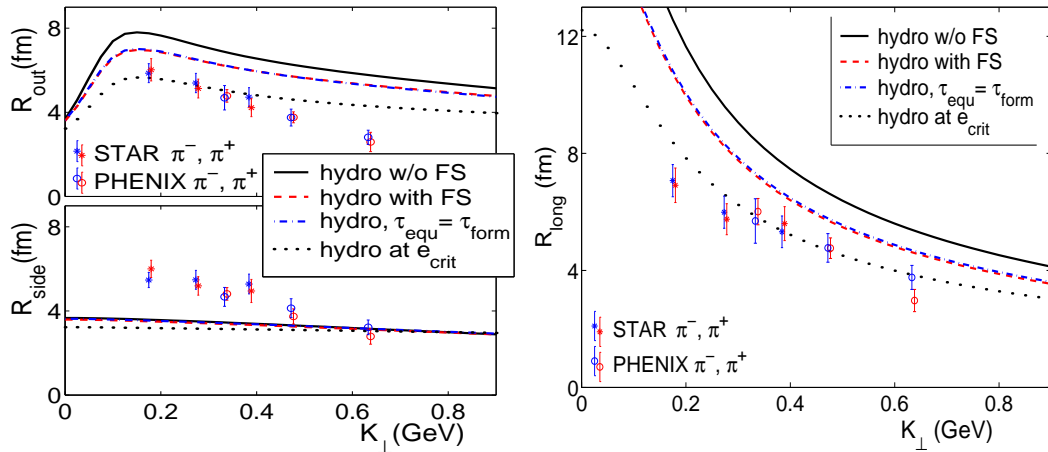 8
4
0
R_out(fm)
STAR π⁻, π⁺
PHENIX π⁻, π⁺
hydro w/o FS
hydro with FS
hydro, τ_equ = τ_form
hydro at e_crit
8
4
0
R_side(fm)
0
0.2
0.4
0.6
0.8
K_⊥(GeV)
12
8
4
0
R_long (fm)
hydro w/o FS
hydro with FS
hydro, τ_equ = τ_form
hydro at e_crit
STAR π⁻, π⁺
PHENIX π⁻, π⁺
0
0.2
0.4
0.6
0.8
K_⊥ (GeV)